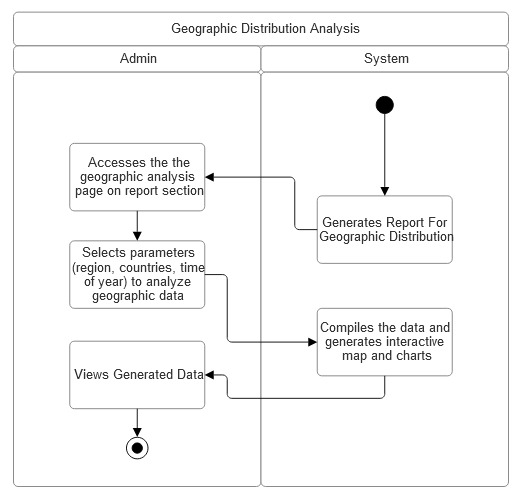 Geographic Distribution Analysis
Admin
System
Accesses the the
geographic analysis
page on report section
Generates Report For
Geographic Distribution
Selects parameters
(region, countries, time
of year) to analyze
geographic data
Compiles the data and
generates interactive
map and charts
Views Generated Data